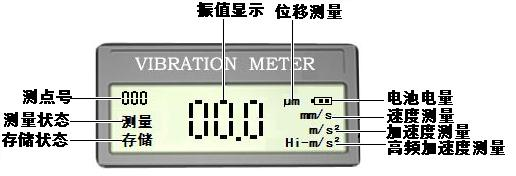 振值显示 位移测量
VIBRATION METER
测点号 000 µm 电池电量
00.0
mm/s 速度测量
测量状态 测量
m/s² 加速度测量
存储状态 存储
Hi-m/s² 高频加速度测量